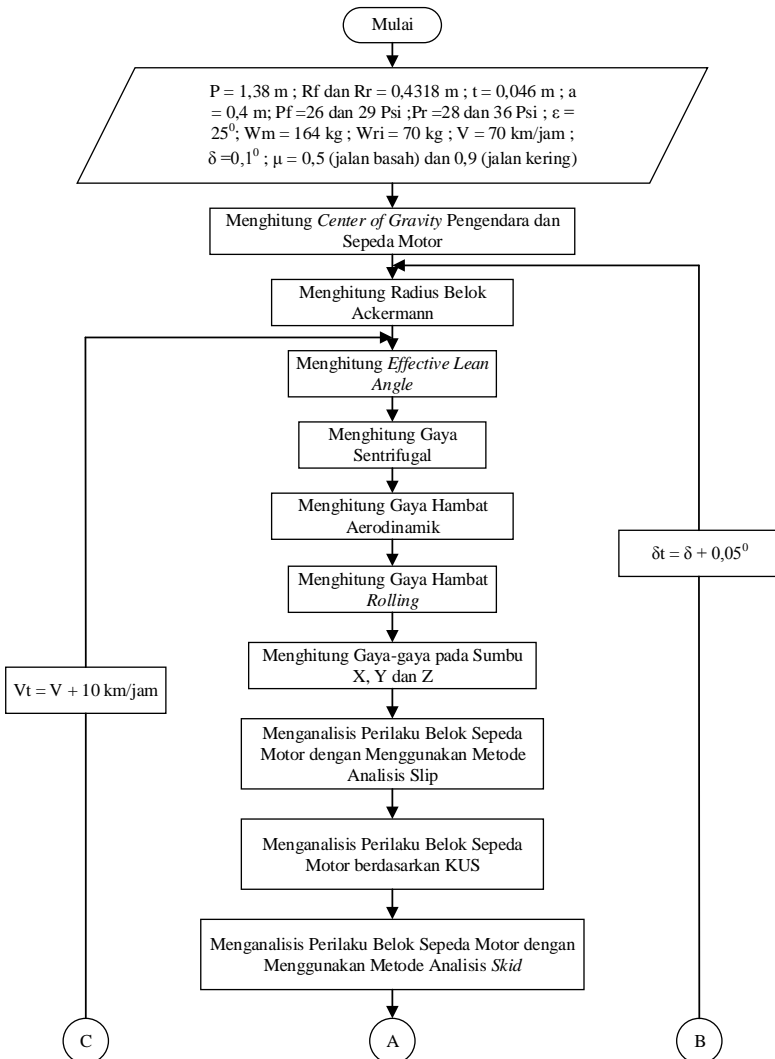 Mulai
P = 1,38 m ; Rf dan Rr = 0,4318 m ; t = 0,046 m ; a
= 0,4 m; Pf =26 dan 29 Psi ;Pr =28 dan 36 Psi ; ε =
25⁰; Wm = 164 kg ; Wri = 70 kg ; V = 70 km/jam ;
δ =0,1⁰ ; μ = 0,5 (jalan basah) dan 0,9 (jalan kering)
Menghitung Center of Gravity Pengendara dan
Sepeda Motor
Menghitung Radius Belok
Ackermann
Menghitung Effective Lean
Angle
Menghitung Gaya
Sentrifugal
Menghitung Gaya Hambat
Aerodinamik
δt = δ + 0,05⁰
Menghitung Gaya Hambat
Rolling
Menghitung Gaya-gaya pada Sumbu
X, Y dan Z
Vt = V + 10 km/jam
Menganalisis Perilaku Belok Sepeda
Motor dengan Menggunakan Metode
Analisis Slip
Menganalisis Perilaku Belok Sepeda
Motor berdasarkan KUS
Menganalisis Perilaku Belok Sepeda Motor dengan
Menggunakan Metode Analisis Skid
C
A
B